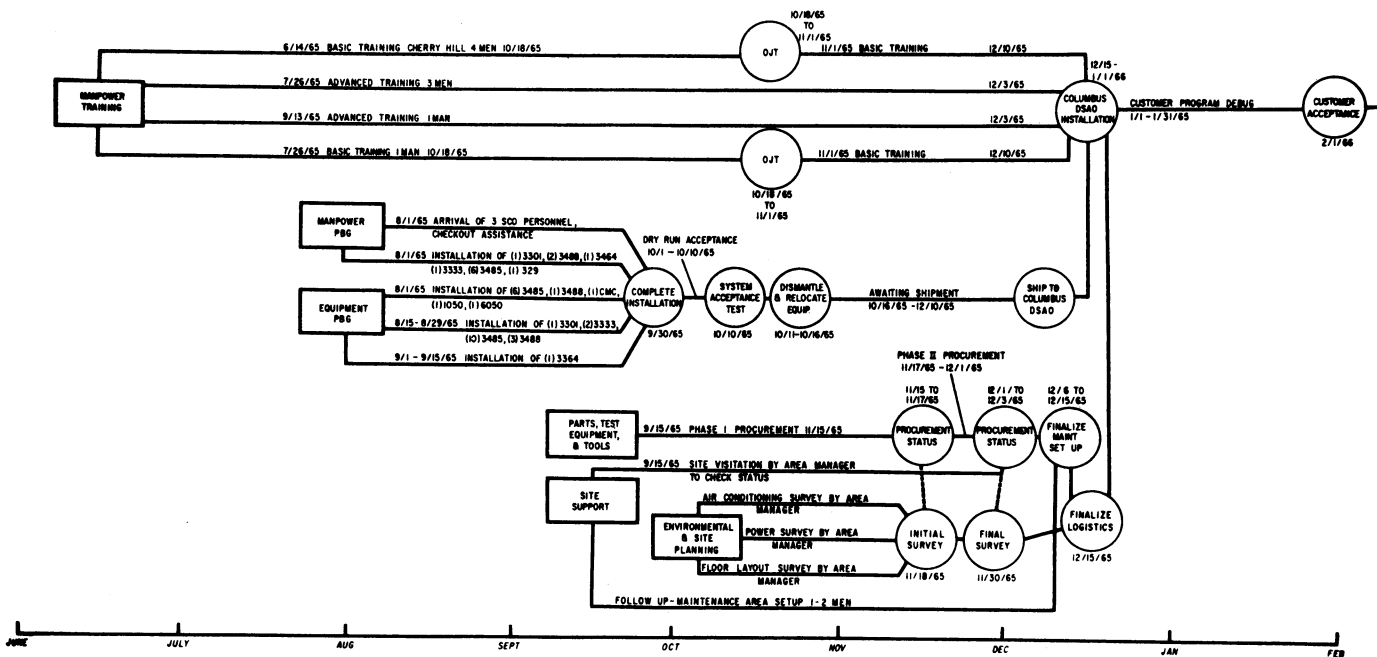 10/18/65
TO
11/1/65
6/14/65 BASIC TRAINING CHERRY HILL 4 MEN 10/18/65
OJT
11/1/65 BASIC TRAINING
12/10/65
12/15-
1/1/66
7/26/65 ADVANCED TRAINING 3 MEN
12/3/65
MANPOWER
TRAINING
COLUMBUS
DSAO
INSTALLATION
CUSTOMER PROGRAM DEBUG
1/1-1/31/65
CUSTOMER
ACCEPTANCE
2/1/66
9/13/65 ADVANCED TRAINING 1 MAN
12/3/65
7/26/65 BASIC TRAINING 1 MAN 10/18/65
OJT
11/1/65 BASIC TRAINING
12/10/65
10/18/65
TO
11/1/65
MANPOWER
PBG
8/1/65 ARRIVAL OF 3 SCO PERSONNEL,
CHECKOUT ASSISTANCE
8/1/65 INSTALLATION OF (1)3301, (2)3488, (1)3464
(1)3333, (6)3485, (1)329
DRY RUN ACCEPTANCE
10/1-10/10/65
EQUIPMENT
PBG
8/1/65 INSTALLATION OF (6)3485, (1)3488, (1)CMC,
(1)1050, (1)6050
8/15-8/29/65 INSTALLATION OF (1)3301, (2)3333,
(10)3485, (3)3488
9/1-9/15/65 INSTALLATION OF (1)3364
COMPLETE
INSTALLATION
9/30/65
SYSTEM
ACCEPTANCE
TEST
10/10/65
DISMANTLE
& RELOCATE
EQUIP.
10/11-10/16/65
AWAITING SHIPMENT
10/16/65-12/10/65
SHIP TO
COLUMBUS
DSAO
PHASE II PROCUREMENT
11/17/65-12/1/65
11/15 TO
11/17/65
12/1/ TO
12/3/65
12/6 TO
12/15/65
PARTS, TEST
EQUIPMENT,
& TOOLS
9/15/65 PHASE I PROCUREMENT 11/15/65
PROCUREMENT
STATUS
PROCUREMENT
STATUS
FINALIZE
MAINT
SET UP
9/15/65 SITE VISITATION BY AREA MANAGER
TO CHECK STATUS
SITE
SUPPORT
AIR CONDITIONING SURVEY BY AREA
MANAGER
ENVIRONMENTAL
& SITE
PLANNING
POWER SURVEY BY AREA
MANAGER
FLOOR LAYOUT SURVEY BY AREA
MANAGER
INITIAL
SURVEY
11/18/65
FINAL
SURVEY
11/30/65
FINALIZE
LOGISTICS
12/15/65
FOLLOW UP-MAINTENANCE AREA SETUP 1-2 MEN
JUNE
JULY
AUG
SEPT
OCT
NOV
DEC
JAN
FEB